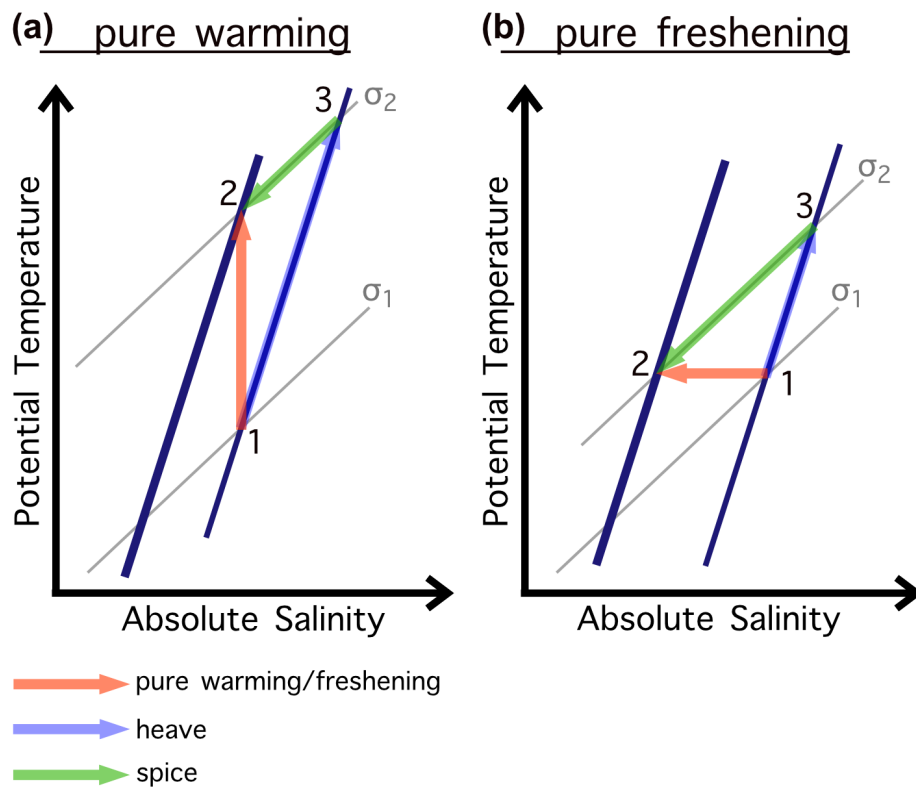 (a) pure warming
3
σ2
2
σ1
1
Potential Temperature
Absolute Salinity
(b) pure freshening
σ2
3
σ1
2
1
Potential Temperature
Absolute Salinity
pure warming/freshening
heave
spice